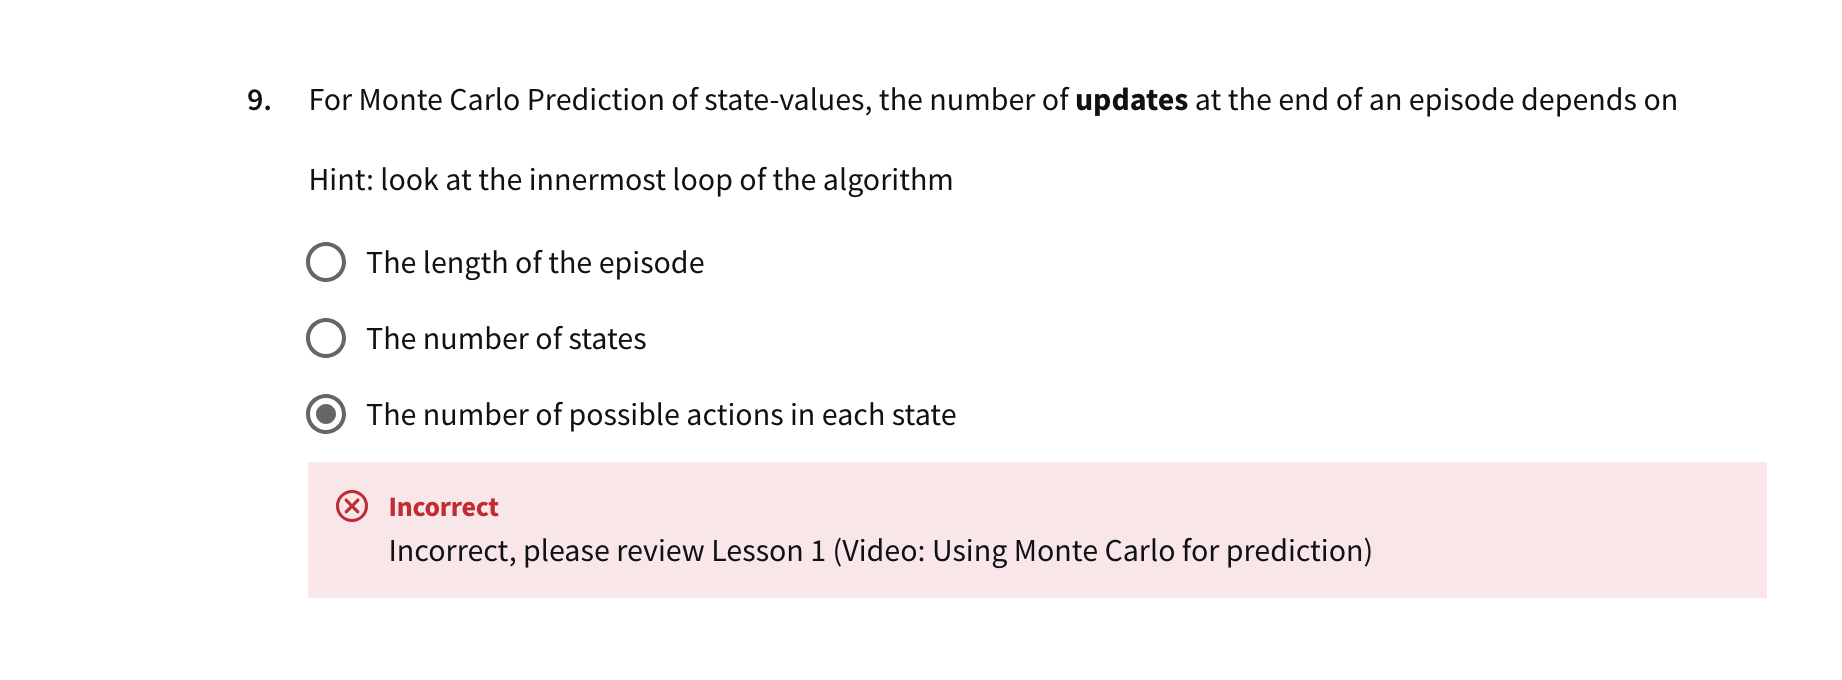 9. For Monte Carlo Prediction of state-values, the number of updates at the end of an episode depends on
Hint: look at the innermost loop of the algorithm
The length of the episode
The number of states
The number of possible actions in each state
Incorrect
Incorrect, please review Lesson 1 (Video: Using Monte Carlo for prediction)